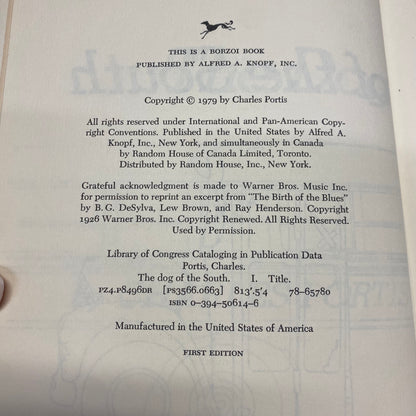 THIS IS A BORZOI BOOK
PUBLISHED BY ALFRED A. KNOPF, INC.
Copyright © 1979 by Charles Portis
All rights reserved under International and Pan-American Copy-
right Conventions. Published in the United States by Alfred A.
Knopf, Inc., New York, and simultaneously in Canada
by Random House of Canada Limited, Toronto.
Distributed by Random House, Inc., New York.
Grateful acknowledgment is made to Warner Bros. Music Inc.
for permission to reprint an excerpt from "The Birth of the Blues"
by B. G. DeSylva, Lew Brown, and Ray Henderson. Copyright
1926 Warner Bros. Inc. Copyright Renewed. All Rights Reserved.
Used by Permission.
Library of Congress Cataloging in Publication Data
Portis, Charles.
The dog of the South. I. Title.
PZ4.P8496DR [PS3566.O663] 813'.5'4 78-65780
ISBN 0-394-50614-6
Manufactured in the United States of America
FIRST EDITION